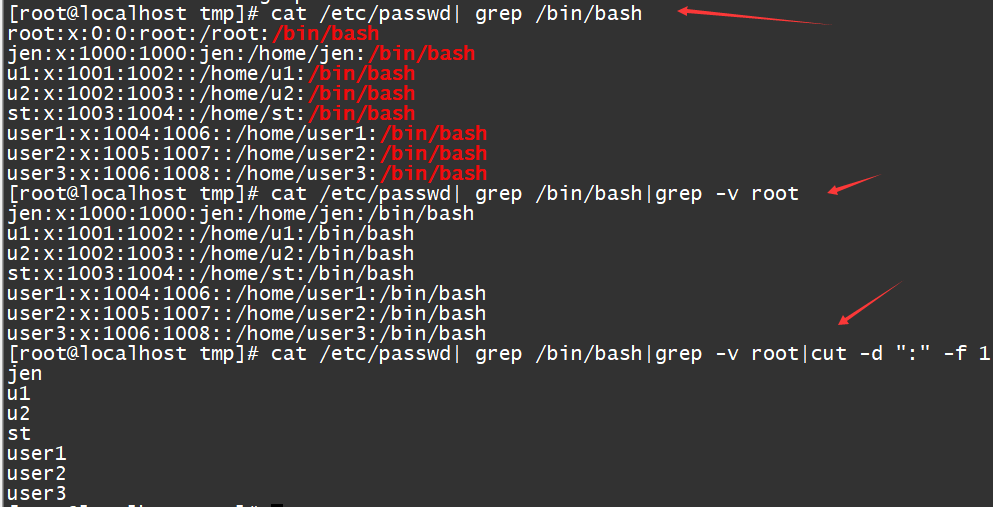 [root@localhost tmp]# cat /etc/passwd| grep /bin/bash
root:x:0:0:root:/root:/bin/bash
jen:x:1000:1000:jen:/home/jen:/bin/bash
u1:x:1001:1002::/home/u1:/bin/bash
u2:x:1002:1003::/home/u2:/bin/bash
st:x:1003:1004::/home/st:/bin/bash
user1:x:1004:1006::/home/user1:/bin/bash
user2:x:1005:1007::/home/user2:/bin/bash
user3:x:1006:1008::/home/user3:/bin/bash
[root@localhost tmp]# cat /etc/passwd| grep /bin/bash|grep -v root
jen:x:1000:1000:jen:/home/jen:/bin/bash
u1:x:1001:1002::/home/u1:/bin/bash
u2:x:1002:1003::/home/u2:/bin/bash
st:x:1003:1004::/home/st:/bin/bash
user1:x:1004:1006::/home/user1:/bin/bash
user2:x:1005:1007::/home/user2:/bin/bash
user3:x:1006:1008::/home/user3:/bin/bash
[root@localhost tmp]# cat /etc/passwd| grep /bin/bash|grep -v root|cut -d ":" -f 1
jen
u1
u2
st
user1
user2
user3